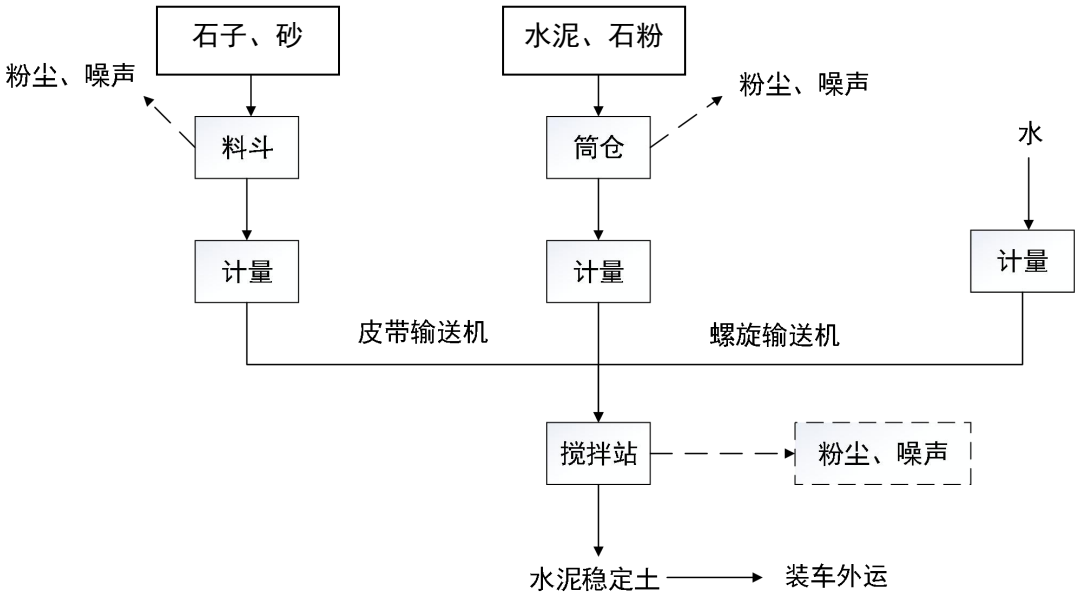 石子、砂
水泥、石粉
粉尘、噪声
粉尘、噪声
料斗
筒仓
水
计量
计量
计量
皮带输送机
螺旋输送机
搅拌站
粉尘、噪声
水泥稳定土
装车外运